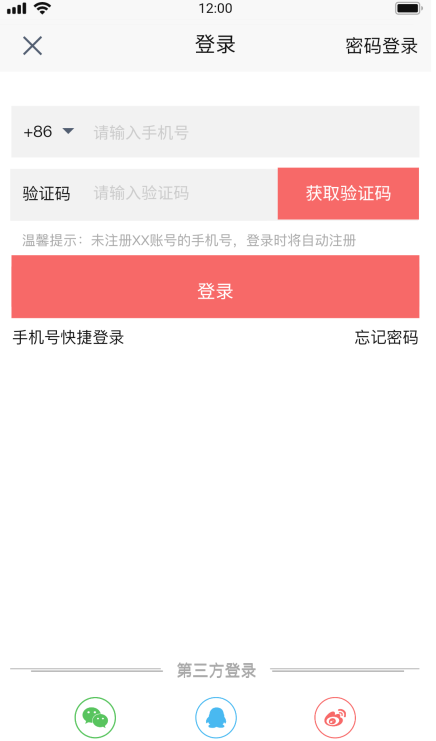 12:00
登录
密码登录
+86 请输入手机号
验证码 请输入验证码 获取验证码
温馨提示：未注册XX账号的手机号，登录时将自动注册
登录
手机号快捷登录 忘记密码
第三方登录